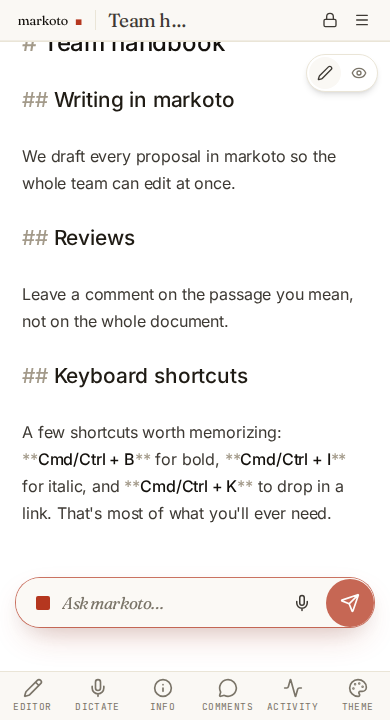 markoto
Team h...
# Team handbook
## Writing in markoto
We draft every proposal in markoto so the
whole team can edit at once.
## Reviews
Leave a comment on the passage you mean,
not on the whole document.
## Keyboard shortcuts
A few shortcuts worth memorizing:
**Cmd/Ctrl + B** for bold, **Cmd/Ctrl + I**
for italic, and **Cmd/Ctrl + K** to drop in a
link. That's most of what you'll ever need.
Ask markoto...
EDITOR DICTATE INFO COMMENTS ACTIVITY THEME